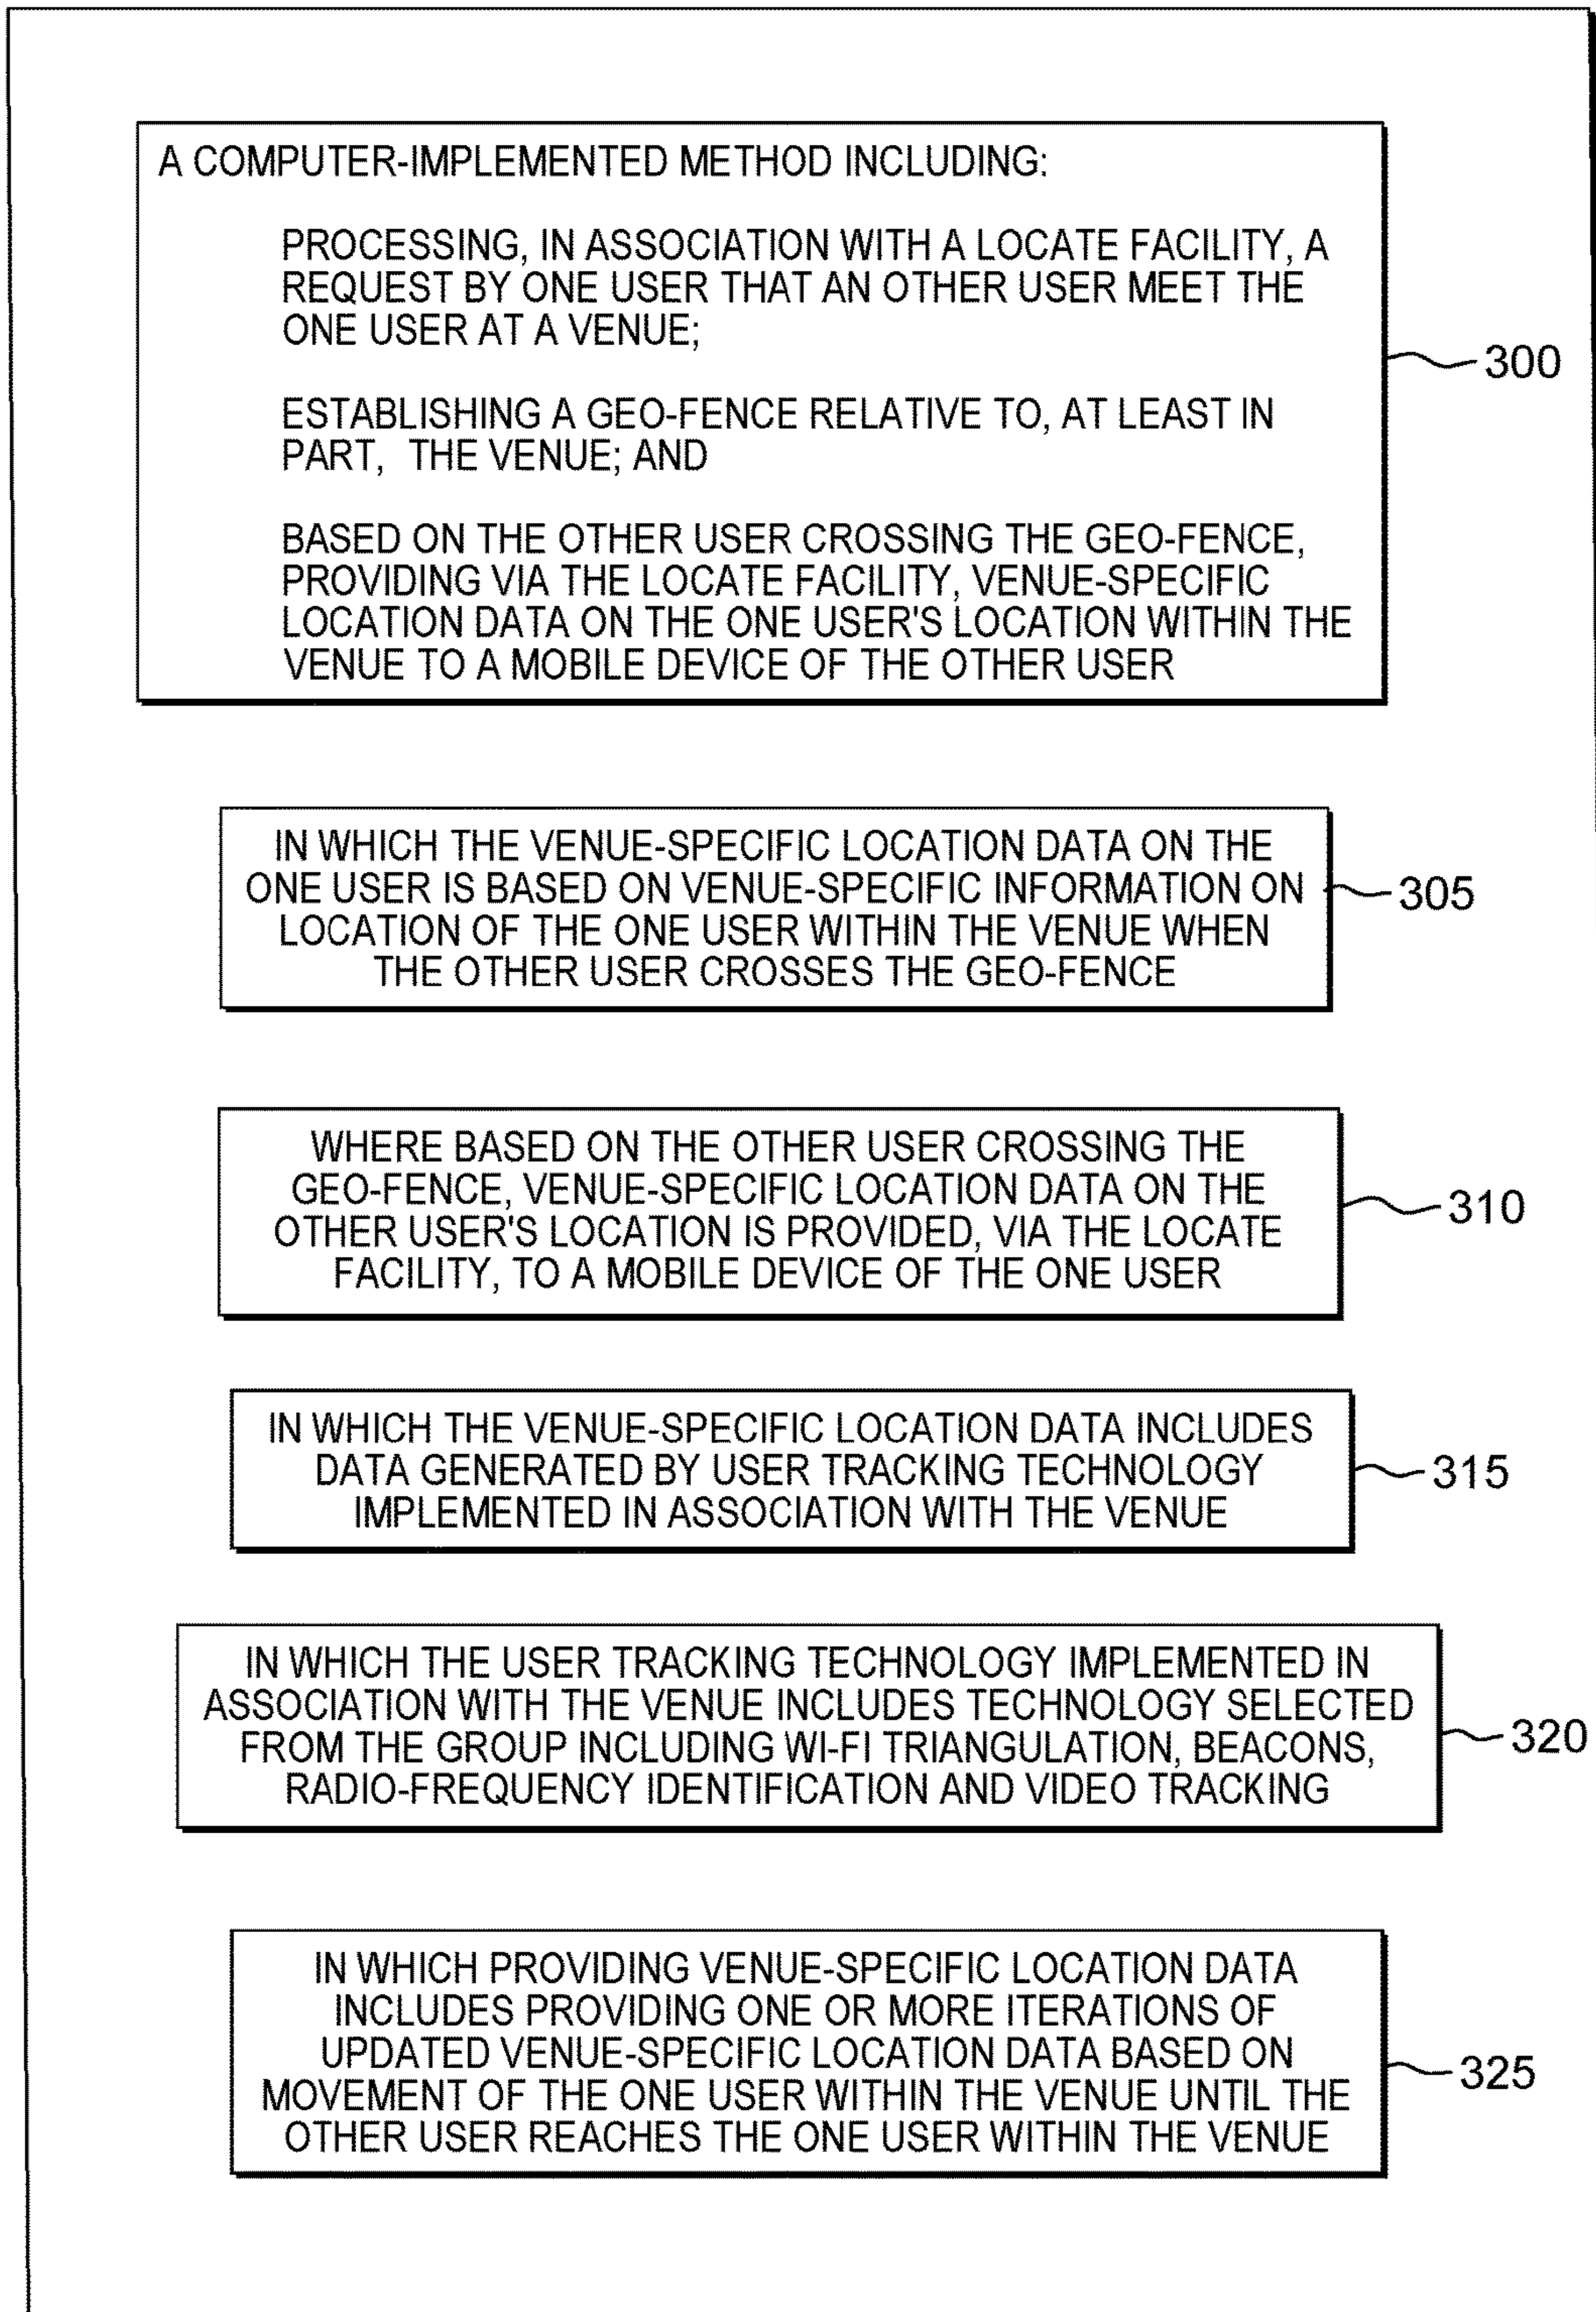 A COMPUTER-IMPLEMENTED METHOD INCLUDING:
PROCESSING, IN ASSOCIATION WITH A LOCATE FACILITY, A
REQUEST BY ONE USER THAT AN OTHER USER MEET THE
ONE USER AT A VENUE;
ESTABLISHING A GEO-FENCE RELATIVE TO, AT LEAST IN
PART, THE VENUE; AND
BASED ON THE OTHER USER CROSSING THE GEO-FENCE,
PROVIDING VIA THE LOCATE FACILITY, VENUE-SPECIFIC
LOCATION DATA ON THE ONE USER'S LOCATION WITHIN THE
VENUE TO A MOBILE DEVICE OF THE OTHER USER
300
IN WHICH THE VENUE-SPECIFIC LOCATION DATA ON THE
ONE USER IS BASED ON VENUE-SPECIFIC INFORMATION ON
LOCATION OF THE ONE USER WITHIN THE VENUE WHEN
THE OTHER USER CROSSES THE GEO-FENCE
305
WHERE BASED ON THE OTHER USER CROSSING THE
GEO-FENCE, VENUE-SPECIFIC LOCATION DATA ON THE
OTHER USER'S LOCATION IS PROVIDED, VIA THE LOCATE
FACILITY, TO A MOBILE DEVICE OF THE ONE USER
310
IN WHICH THE VENUE-SPECIFIC LOCATION DATA INCLUDES
DATA GENERATED BY USER TRACKING TECHNOLOGY
IMPLEMENTED IN ASSOCIATION WITH THE VENUE
315
IN WHICH THE USER TRACKING TECHNOLOGY IMPLEMENTED IN
ASSOCIATION WITH THE VENUE INCLUDES TECHNOLOGY SELECTED
FROM THE GROUP INCLUDING WI-FI TRIANGULATION, BEACONS,
RADIO-FREQUENCY IDENTIFICATION AND VIDEO TRACKING
320
IN WHICH PROVIDING VENUE-SPECIFIC LOCATION DATA
INCLUDES PROVIDING ONE OR MORE ITERATIONS OF
UPDATED VENUE-SPECIFIC LOCATION DATA BASED ON
MOVEMENT OF THE ONE USER WITHIN THE VENUE UNTIL THE
OTHER USER REACHES THE ONE USER WITHIN THE VENUE
325